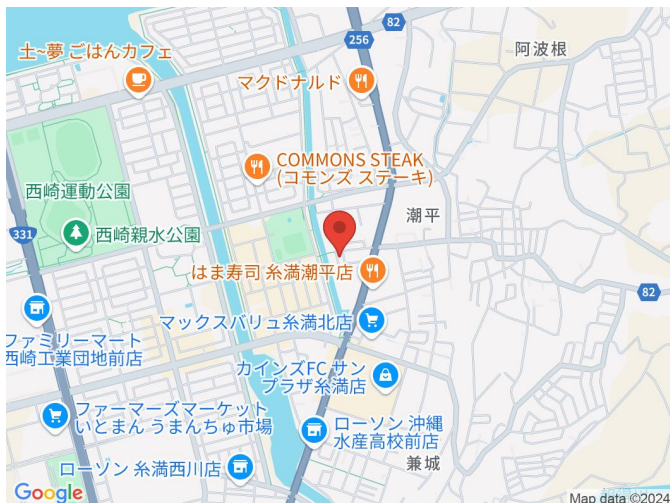 82
256
阿波根
土~夢 ごはんカフェ
マクドナルド
COMMONS STEAK
(コモンズ ステーキ)
西崎運動公園
潮平
331
西崎親水公園
はま寿司 糸満潮平店
82
マックスバリュ糸満北店
ファミリーマート
西崎工業団地前店
カインズFC サン
プラザ糸満店
ファーマーズマーケット
いとまん うまんちゅ市場
ローソン 沖縄
水産高校前店
ローソン 糸満西川店
兼城
Google
Map data ©2024